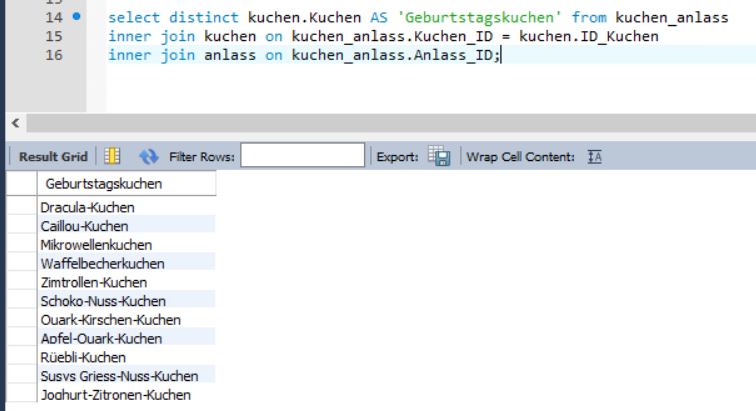 14 select distinct kuchen.Kuchen AS 'Geburtstagskuchen' from kuchen_anlass
15 inner join kuchen on kuchen_anlass.Kuchen_ID = kuchen.ID_Kuchen
16 inner join anlass on kuchen_anlass.Anlass_ID;
<
Result Grid Filter Rows: Export: Wrap Cell Content: IA
Geburtstagskuchen
Dracula-Kuchen
Caillou-Kuchen
Mikrowellenkuchen
Waffelbecherkuchen
Zimtrollen-Kuchen
Schoko-Nuss-Kuchen
Quark-Kirschen-Kuchen
Apfel-Quark-Kuchen
Rüebli-Kuchen
Susys Griess-Nuss-Kuchen
Joghurt-Zitronen-Kuchen